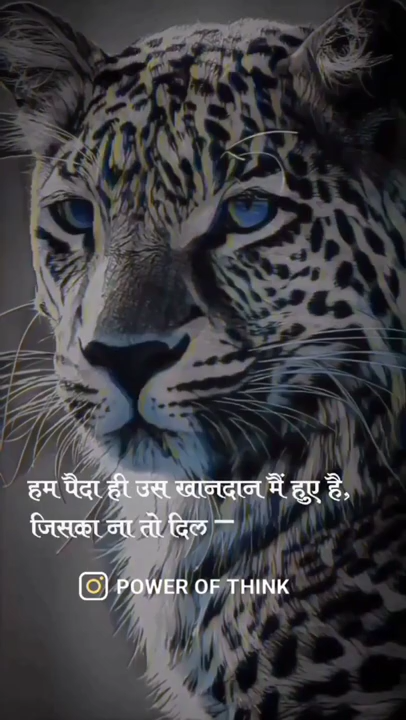 हम पैदा ही उस खानदान मैं हुए है,
जिसका ना तो दिल —
POWER OF THINK